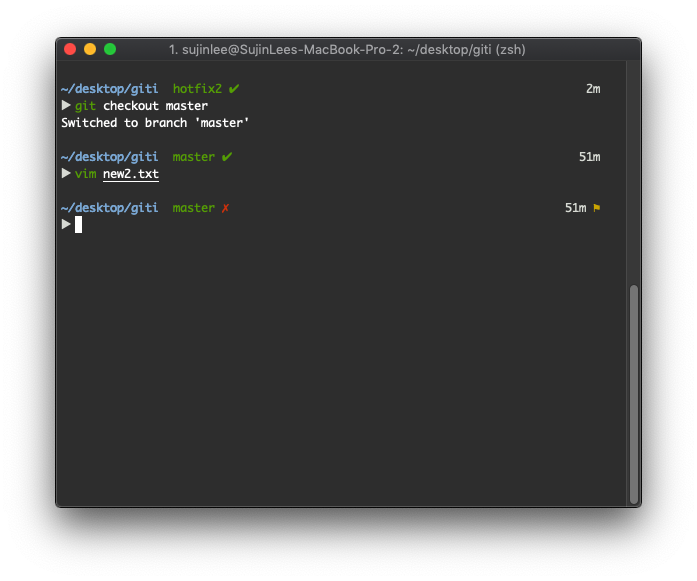 1. sujinlee@SujinLees-MacBook-Pro-2: ~/desktop/giti (zsh)
~/desktop/giti hotfix2 ✔ 2m
▶ git checkout master
Switched to branch 'master'
~/desktop/giti master ✔ 51m
▶ vim new2.txt
~/desktop/giti master ✗ 51m ⚑
▶